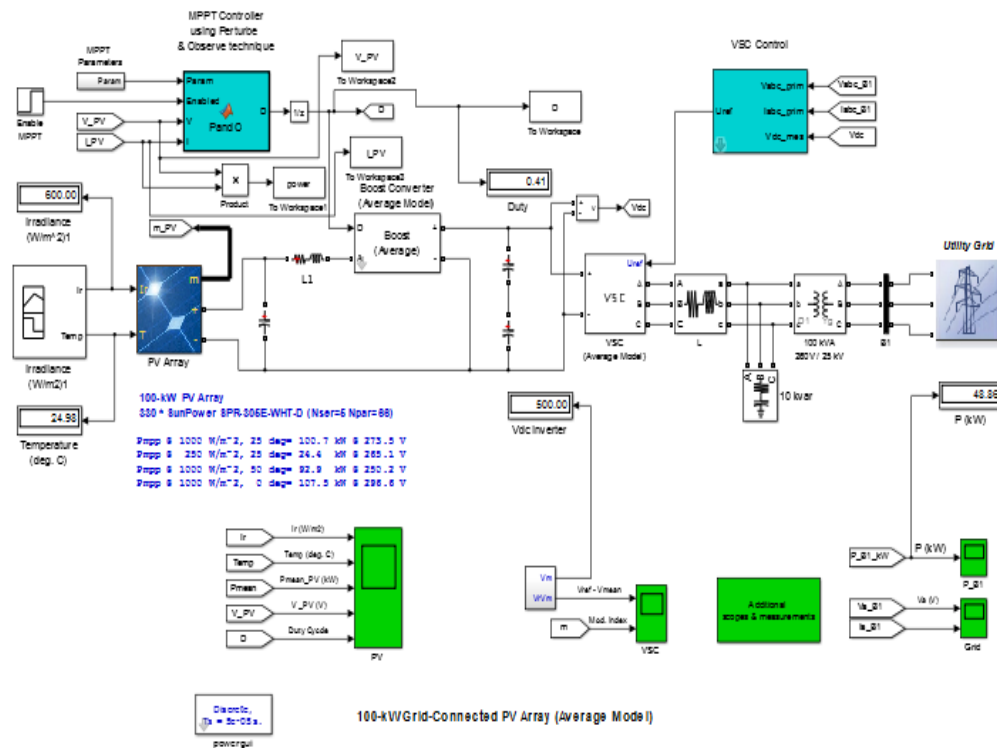 MPPT Controller
using Perturbe
& Observe technique
MPPT
Parameters
Param
Enable
MPPT
V_PV
I_PV
Param
Enabled
V
I
PandO
D
1/z
D
V_PV
To Workspace2
D
To Workspace
I_PV
To Workspace3
Product
power
To Workspace1
0.41
Duty
VSC Control
Uref
Vabc_prim
Iabc_prim
Vdc_mes
Vabc_B1
Iabc_B1
Vdc
600.00
Irradiance
(W/m^2)1
m_PV
Ir
Temp
Irradiance
(W/m2)1
24.98
Temperature
(deg. C)
Ir
T
m
+
-
PV Array
L1
Boost Converter
(Average Model)
D
A
Boost
(Average)
+
-
+
-
v
Vdc
Uref
+
-
VSC
A
B
C
VSC
(Average Model)
A
B
C
a
b
c
L
a
b
c
A
B
C
100 kVA
260V / 25 kV
B1
Utility Grid
A
B
C
10 kvar
100-kW PV Array
330 * SunPower SPR-305E-WHT-D (Nser=5 Npar=66)
Pmpp @ 1000 W/m^2, 25 deg= 100.7 kW @ 273.5 V
Pmpp @ 250 W/m^2, 25 deg= 24.4 kW @ 265.1 V
Pmpp @ 1000 W/m^2, 50 deg= 92.9 kW @ 250.2 V
Pmpp @ 1000 W/m^2, 0 deg= 107.5 kW @ 296.6 V
500.00
Vdc Inverter
48.86
P (kW)
Ir
Temp
Pmean
V_PV
D
Ir (W/m2)
Temp (deg. C)
Pmean_PV (kW)
V_PV (V)
Duty Cycle
PV
Vm
VrVm
m
Vref - Vmean
Mod. Index
VSC
Additional
scopes & measurements
P_B1_kW
P (kW)
P_B1
Va_B1
Ia_B1
Va (V)
Grid
Discrete,
Ts = 5e-05 s.
powergui
100-kW Grid-Connected PV Array (Average Model)